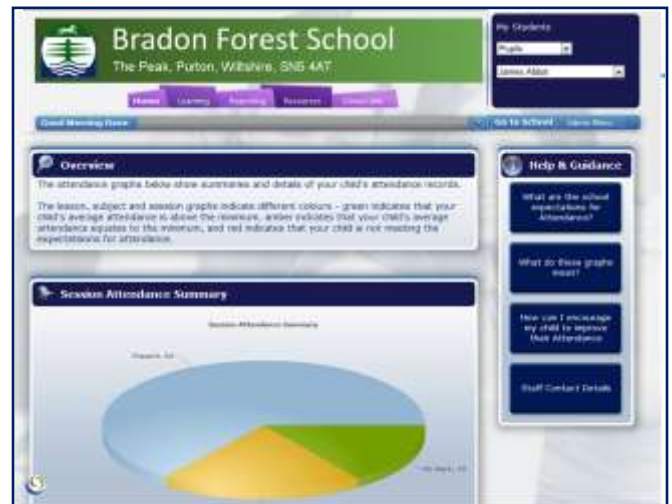 Bradon Forest School
The Peak, Purton, Wiltshire, SN5 4AT
My Students
Pupils
James Abbot
Home Learning Reporting Resources
Good Morning
Go to School
Overview
The attendance graphs below show summaries and details of your child's attendance records.
The lesson, subject and session graphs indicate different colours - green indicates that your
child's average attendance is above the minimum, amber indicates that your child's average
attendance equates to the minimum, and red indicates that your child is not meeting the
expectations for attendance.
Session Attendance Summary
Session Attendance Summary
Help & Guidance
What are the school
expectations for
Attendance?
What do these graphs
mean?
How can I encourage
my child to improve
their Attendance
Staff Contact Details